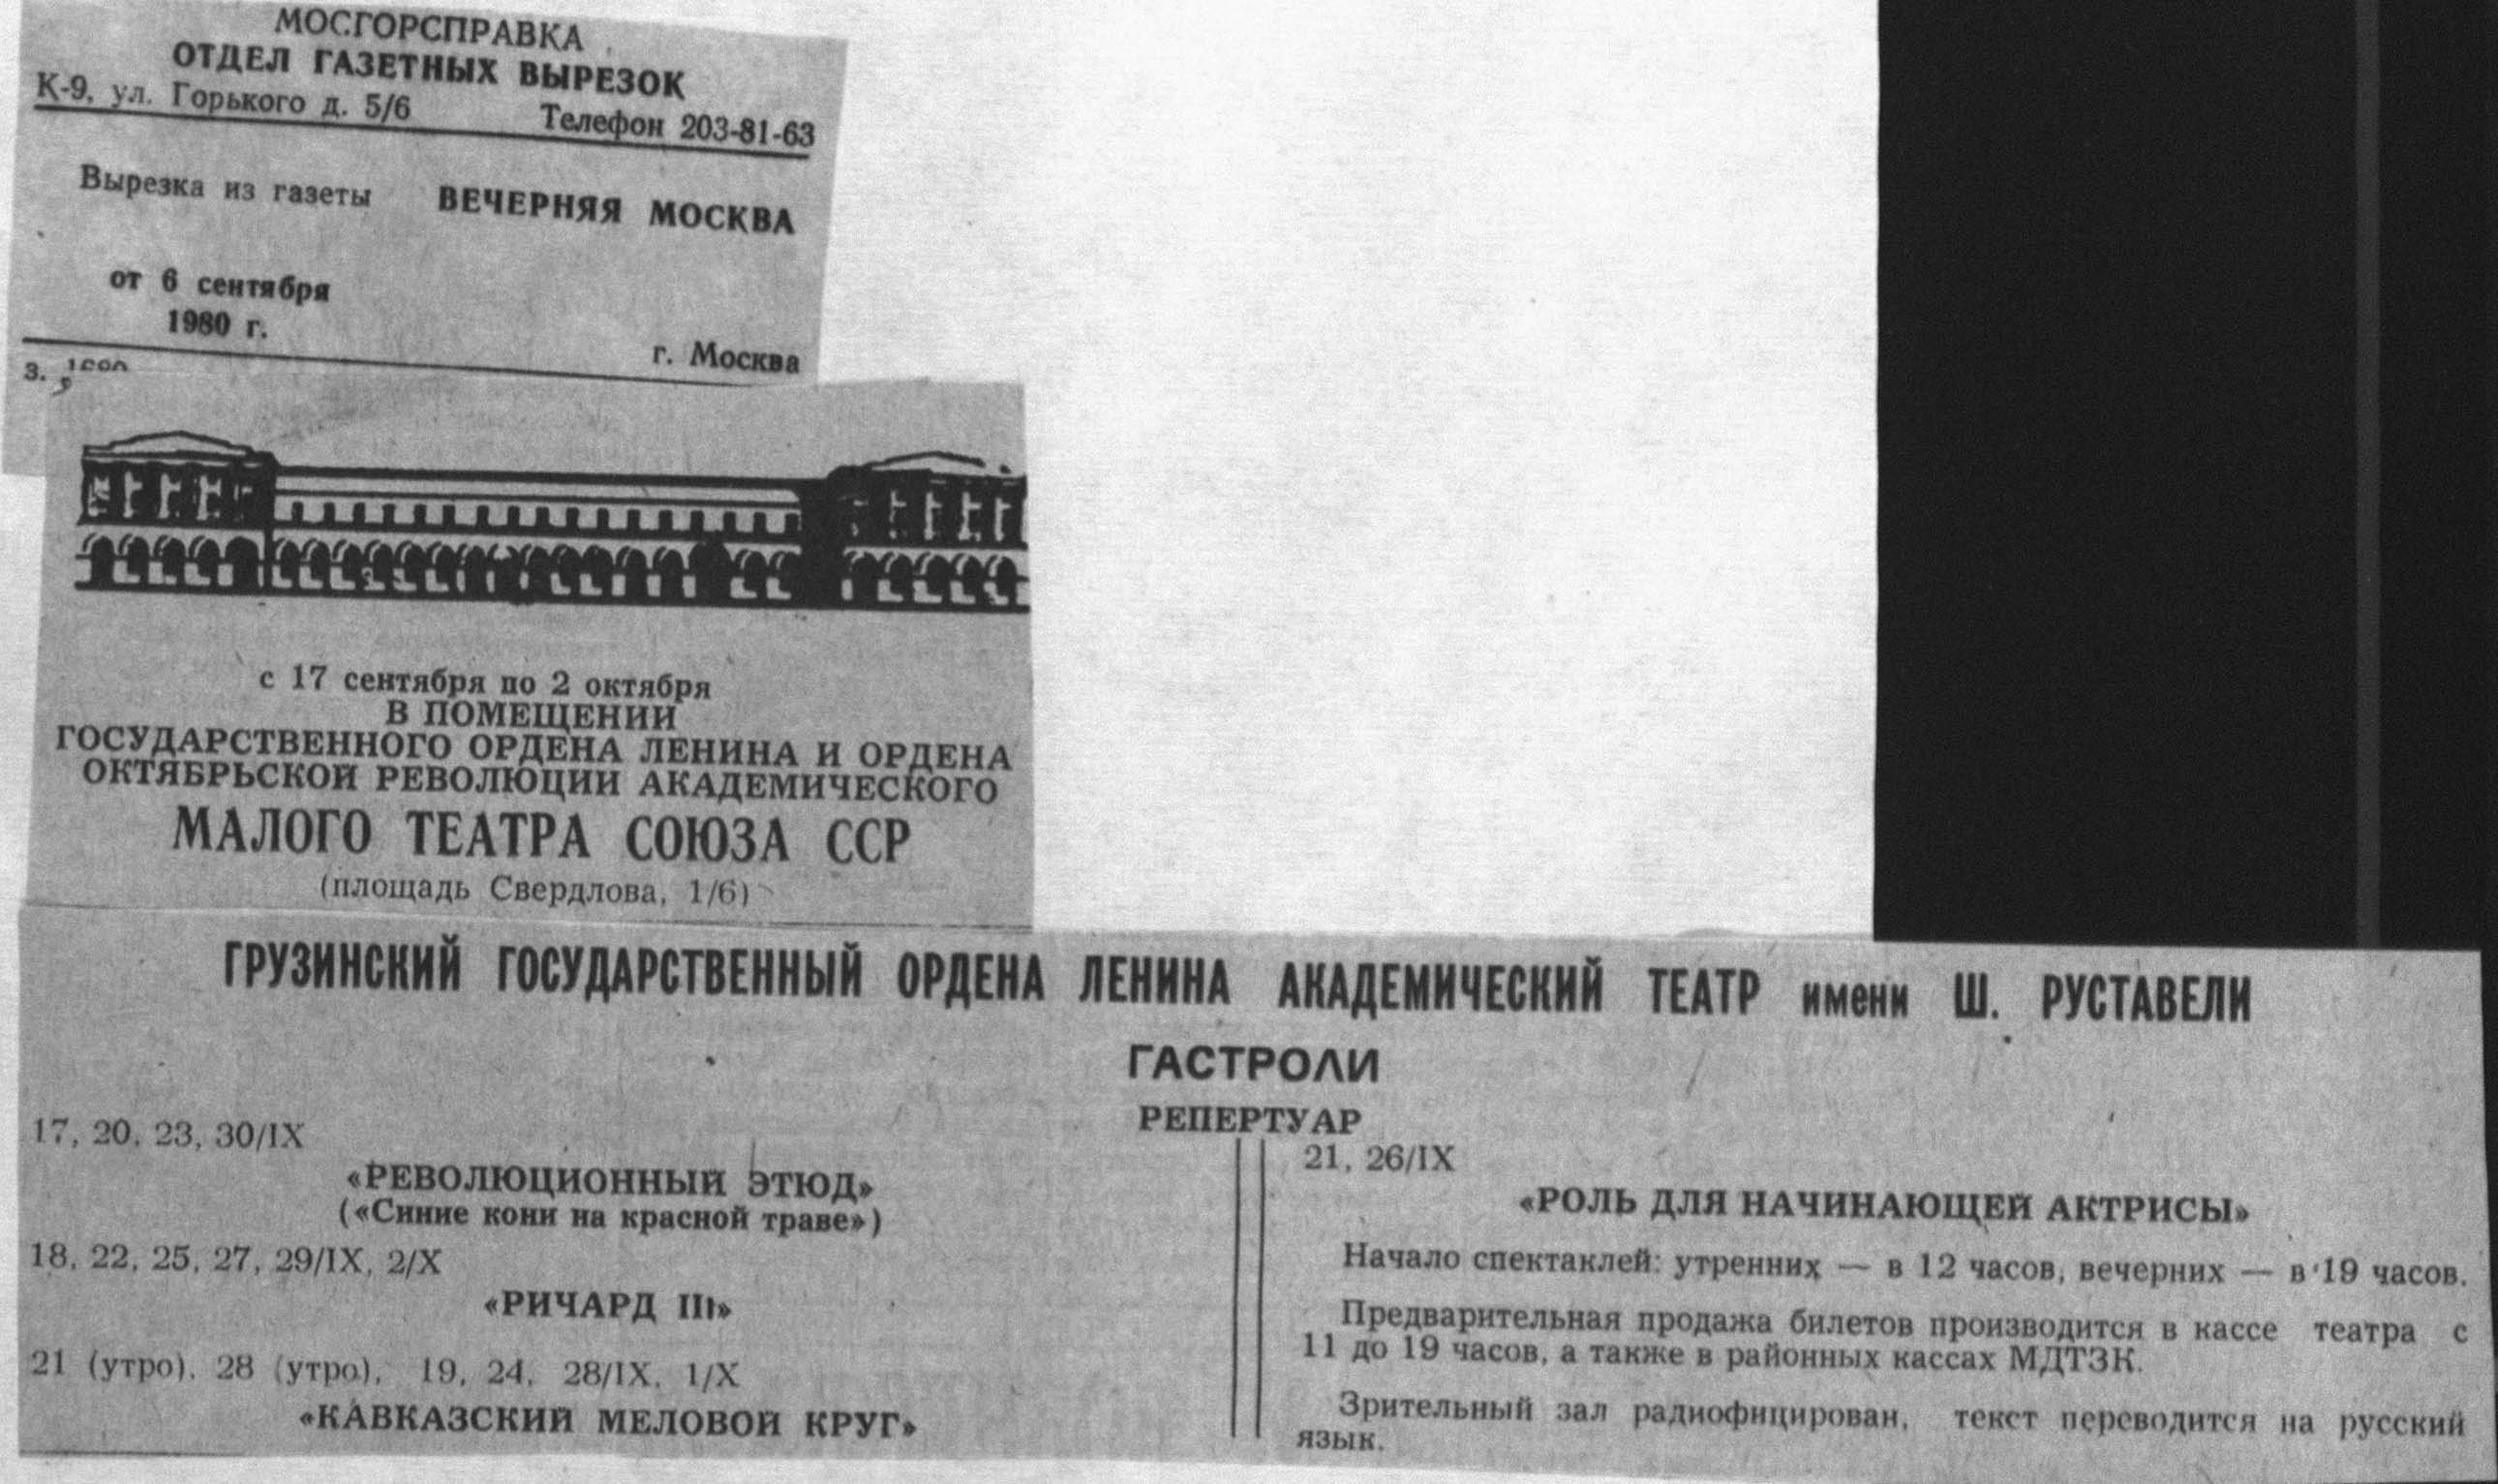 МОСГОРСПРАВКА
ОТДЕЛ ГАЗЕТНЫХ ВЫРЕЗОК
К-9, ул. Горького д. 5/6 Телефон 203-81-63
Вырезка из газеты ВЕЧЕРНЯЯ МОСКВА
от 6 сентября
1980 г.
г. Москва
з.
с 17 сентября по 2 октября
В ПОМЕЩЕНИИ
ГОСУДАРСТВЕННОГО ОРДЕНА ЛЕНИНА И ОРДЕНА
ОКТЯБРЬСКОЙ РЕВОЛЮЦИИ АКАДЕМИЧЕСКОГО
МАЛОГО ТЕАТРА СОЮЗА ССР
(площадь Свердлова, 1/6)
ГРУЗИНСКИЙ ГОСУДАРСТВЕННЫЙ ОРДЕНА ЛЕНИНА АКАДЕМИЧЕСКИЙ ТЕАТР имени Ш. РУСТАВЕЛИ
ГАСТРОЛИ
РЕПЕРТУАР
17, 20, 23, 30/IX
«РЕВОЛЮЦИОННЫЙ ЭТЮД»
(«Синие кони на красной траве»)
18, 22, 25, 27, 29/IX, 2/X
«РИЧАРД III»
21 (утро), 28 (утро), 19, 24, 28/IX, 1/X
«КАВКАЗСКИЙ МЕЛОВОЙ КРУГ»
21, 26/IX
«РОЛЬ ДЛЯ НАЧИНАЮЩЕЙ АКТРИСЫ»
Начало спектаклей: утренних — в 12 часов, вечерних — в 19 часов.
Предварительная продажа билетов производится в кассе театра с
11 до 19 часов, а также в районных кассах МДТЗК.
Зрительный зал радиофицирован, текст переводится на русский
язык.